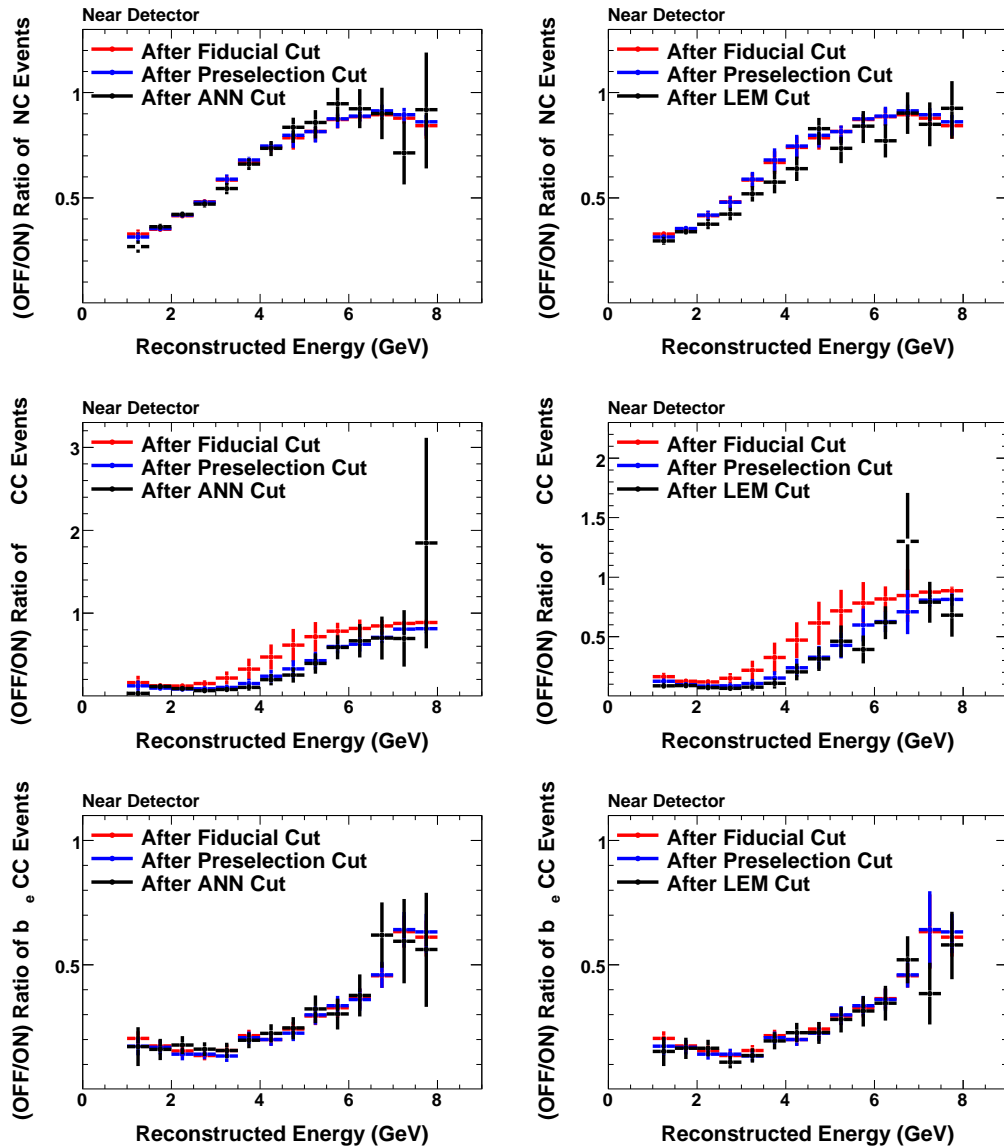 Near Detector
After Fiducial Cut
After Preselection Cut
After ANN Cut
(OFF/ON) Ratio of NC Events
1
0.5
0 2 4 6 8
Reconstructed Energy (GeV)
Near Detector
After Fiducial Cut
After Preselection Cut
After LEM Cut
(OFF/ON) Ratio of NC Events
1
0.5
0 2 4 6 8
Reconstructed Energy (GeV)
Near Detector
After Fiducial Cut
After Preselection Cut
After ANN Cut
(OFF/ON) Ratio of CC Events
3
2
1
0 2 4 6 8
Reconstructed Energy (GeV)
Near Detector
After Fiducial Cut
After Preselection Cut
After LEM Cut
(OFF/ON) Ratio of CC Events
2
1.5
1
0.5
0 2 4 6 8
Reconstructed Energy (GeV)
Near Detector
After Fiducial Cut
After Preselection Cut
After ANN Cut
(OFF/ON) Ratio of b e CC Events
1
0.5
0 2 4 6 8
Reconstructed Energy (GeV)
Near Detector
After Fiducial Cut
After Preselection Cut
After LEM Cut
(OFF/ON) Ratio of b e CC Events
1
0.5
0 2 4 6 8
Reconstructed Energy (GeV)